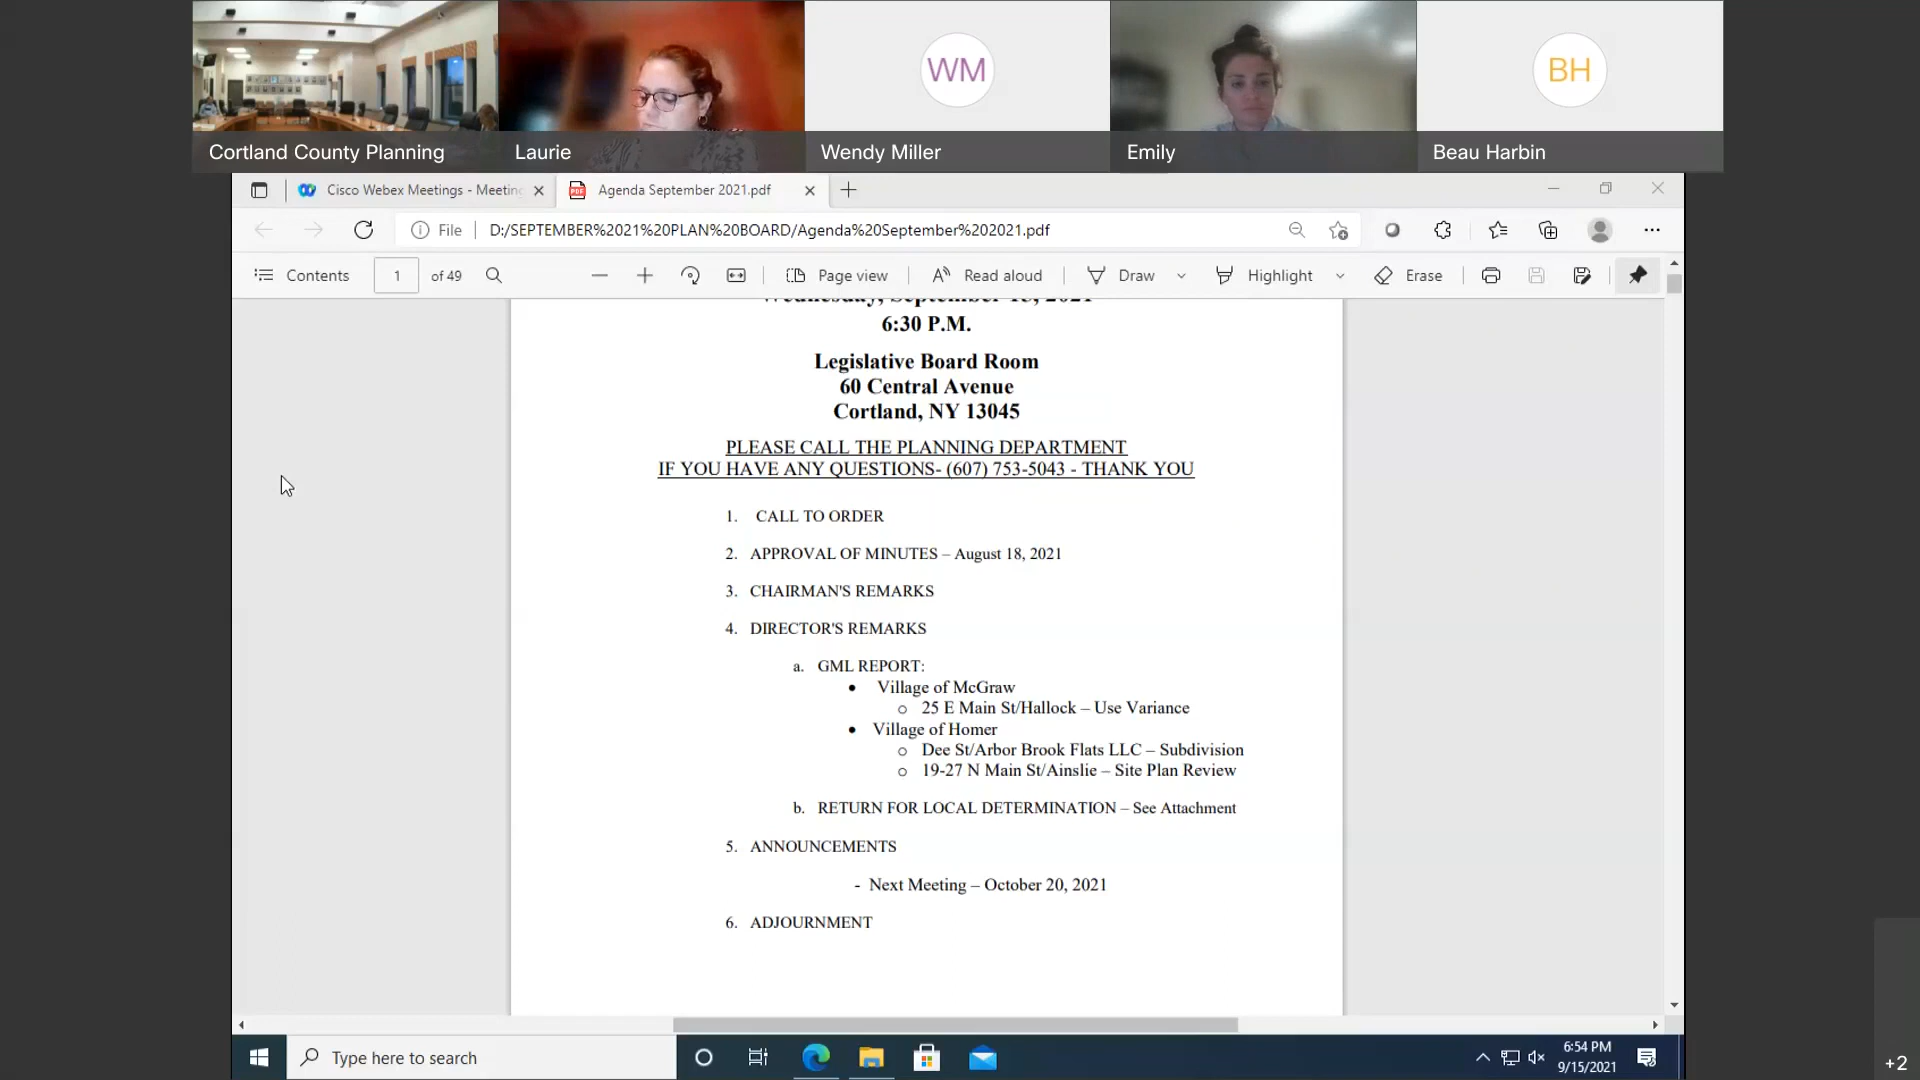 WM
BH
Cortland County Planning
Laurie
Wendy Miller
Emily
Beau Harbin
Cisco Webex Meetings - Meetin
Agenda September 2021.pdf
File
D:/SEPTEMBER%2021%20PLAN%20BOARD/Agenda%20September%202021.pdf
Contents
1
of 49
Page view
Read aloud
Draw
Highlight
Erase
Wednesday, September 15, 2021
6:30 P.M.
Legislative Board Room
60 Central Avenue
Cortland, NY 13045
PLEASE CALL THE PLANNING DEPARTMENT
IF YOU HAVE ANY QUESTIONS- (607) 753-5043 - THANK YOU
1. CALL TO ORDER
2. APPROVAL OF MINUTES – August 18, 2021
3. CHAIRMAN'S REMARKS
4. DIRECTOR'S REMARKS
a. GML REPORT:
• Village of McGraw
o 25 E Main St/Hallock – Use Variance
• Village of Homer
o Dee St/Arbor Brook Flats LLC – Subdivision
o 19-27 N Main St/Ainslie – Site Plan Review
b. RETURN FOR LOCAL DETERMINATION – See Attachment
5. ANNOUNCEMENTS
- Next Meeting – October 20, 2021
6. ADJOURNMENT
Type here to search
6:54 PM
9/15/2021
+2